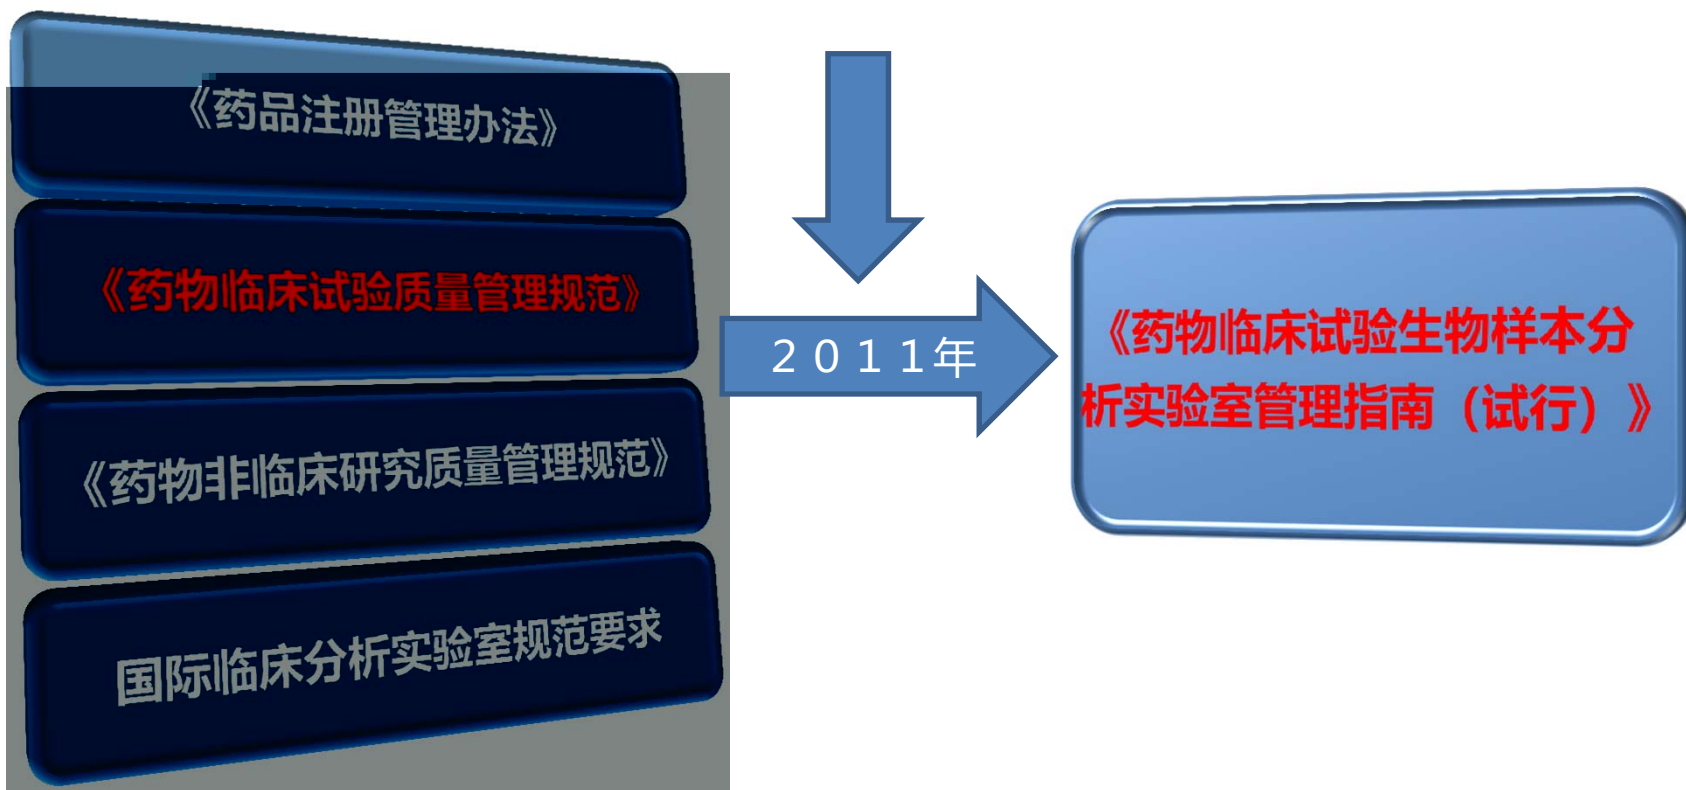 《药品注册管理办法》
《药物临床试验质量管理规范》
《药物非临床研究质量管理规范》
国际临床分析实验室规范要求
２０１１年
《药物临床试验生物样本分
析实验室管理指南（试行）》